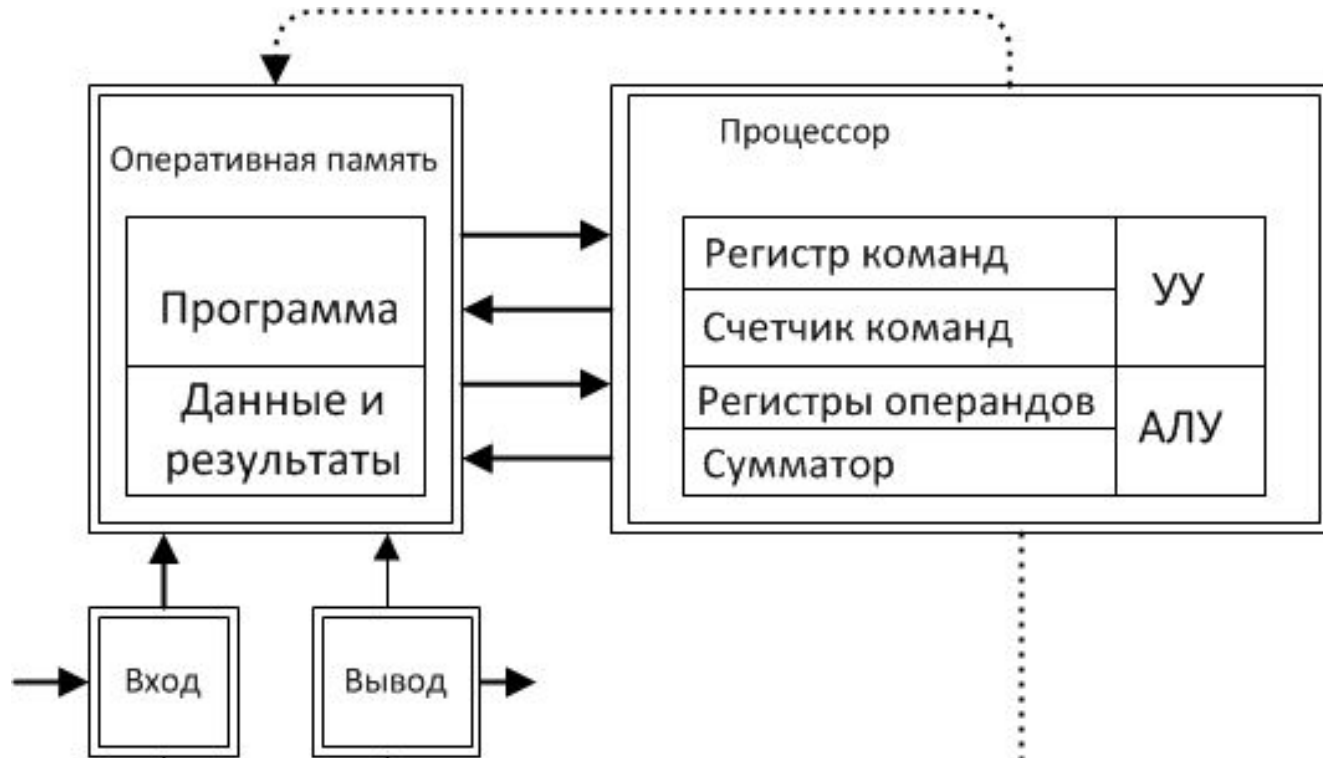 Оперативная память
Программа
Данные и
результаты
Процессор
Регистр команд
Счетчик команд
УУ
Регистры операндов
Сумматор
АЛУ
Вход
Вывод